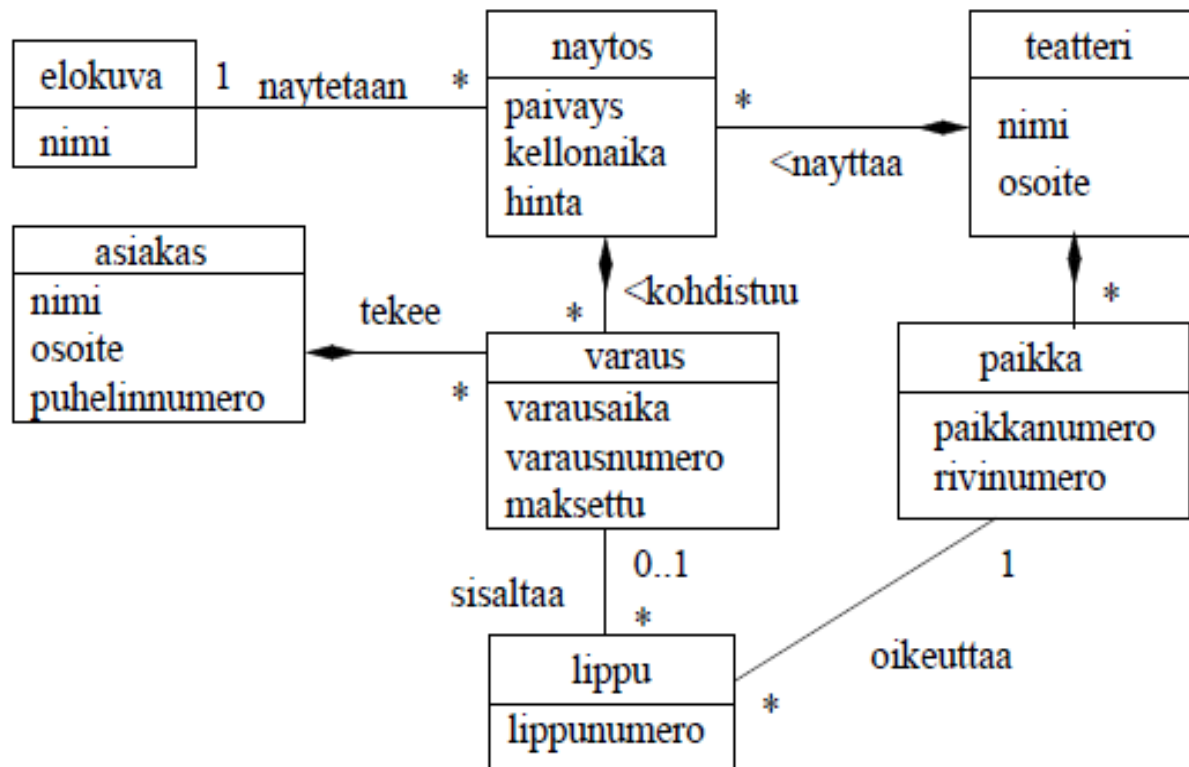 elokuva
nimi
1
naytetaan
*
naytos
paivays
kellonaika
hinta
*
<nayttaa
teatteri
nimi
osoite
asiakas
nimi
osoite
puhelinnumero
tekee
*
<kohdistuu
*
varaus
varausaika
varausnumero
maksettu
*
paikka
paikkanumero
rivinumero
sisaltaa
0..1
*
1
oikeuttaa
*
lippu
lippunumero